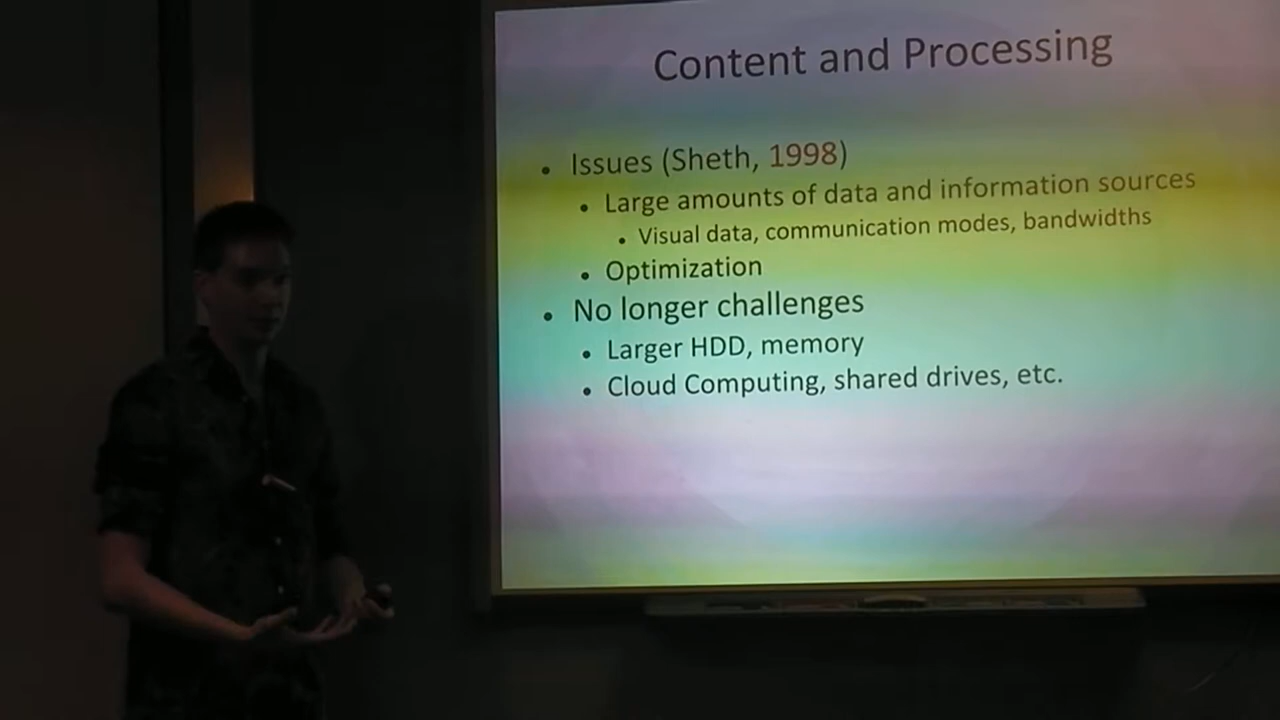 Content and Processing
• Issues (Sheth, 1998)
• Large amounts of data and information sources
• Visual data, communication modes, bandwidths
• Optimization
• No longer challenges
• Larger HDD, memory
• Cloud Computing, shared drives, etc.